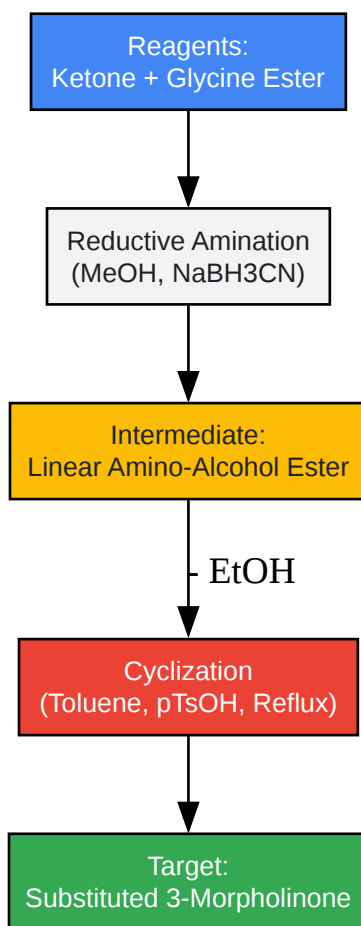 Reagents:
Ketone + Glycine Ester
Reductive Amination
(MeOH, NaBH3CN)
Intermediate:
Linear Amino-Alcohol Ester
- EtOH
Cyclization
(Toluene, pTsOH, Reflux)
Target:
Substituted 3-Morpholinone